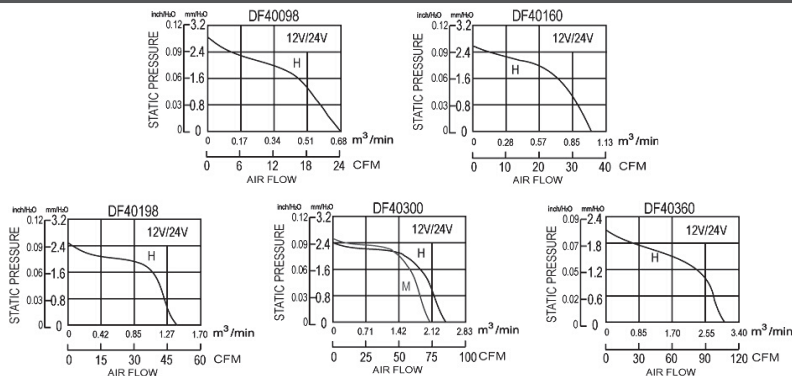 DF40098
inch/H₂O mm/H₂O
0.12 3.2
12V/24V
0.09 2.4
H
0.06 1.6
0.03 0.8
0 0
STATIC PRESSURE
0 0.17 0.34 0.51 0.68 m³/min
0 6 12 18 24 CFM
AIR FLOW
DF40160
inch/H₂O mm/H₂O
0.12 3.2
12V/24V
0.09 2.4
H
0.06 1.6
0.03 0.8
0 0
STATIC PRESSURE
0 0.28 0.57 0.85 1.13 m³/min
0 10 20 30 40 CFM
AIR FLOW
DF40198
inch/H₂O mm/H₂O
0.12 3.2
12V/24V
0.09 2.4
H
0.06 1.6
0.03 0.8
0 0
STATIC PRESSURE
0 0.42 0.85 1.27 1.70 m³/min
0 15 30 45 60 CFM
AIR FLOW
DF40300
inch/H₂O mm/H₂O
0.12 3.2
12V/24V
0.09 2.4
H
0.06 1.6
M
0.03 0.8
0 0
STATIC PRESSURE
0 0.71 1.42 2.12 2.83 m³/min
0 25 50 75 100 CFM
AIR FLOW
DF40360
inch/H₂O mm/H₂O
0.09 2.4
12V/24V
0.07 1.8
H
0.05 1.2
0.02 0.6
0 0
STATIC PRESSURE
0 0.85 1.70 2.55 3.40 m³/min
0 30 60 90 120 CFM
AIR FLOW